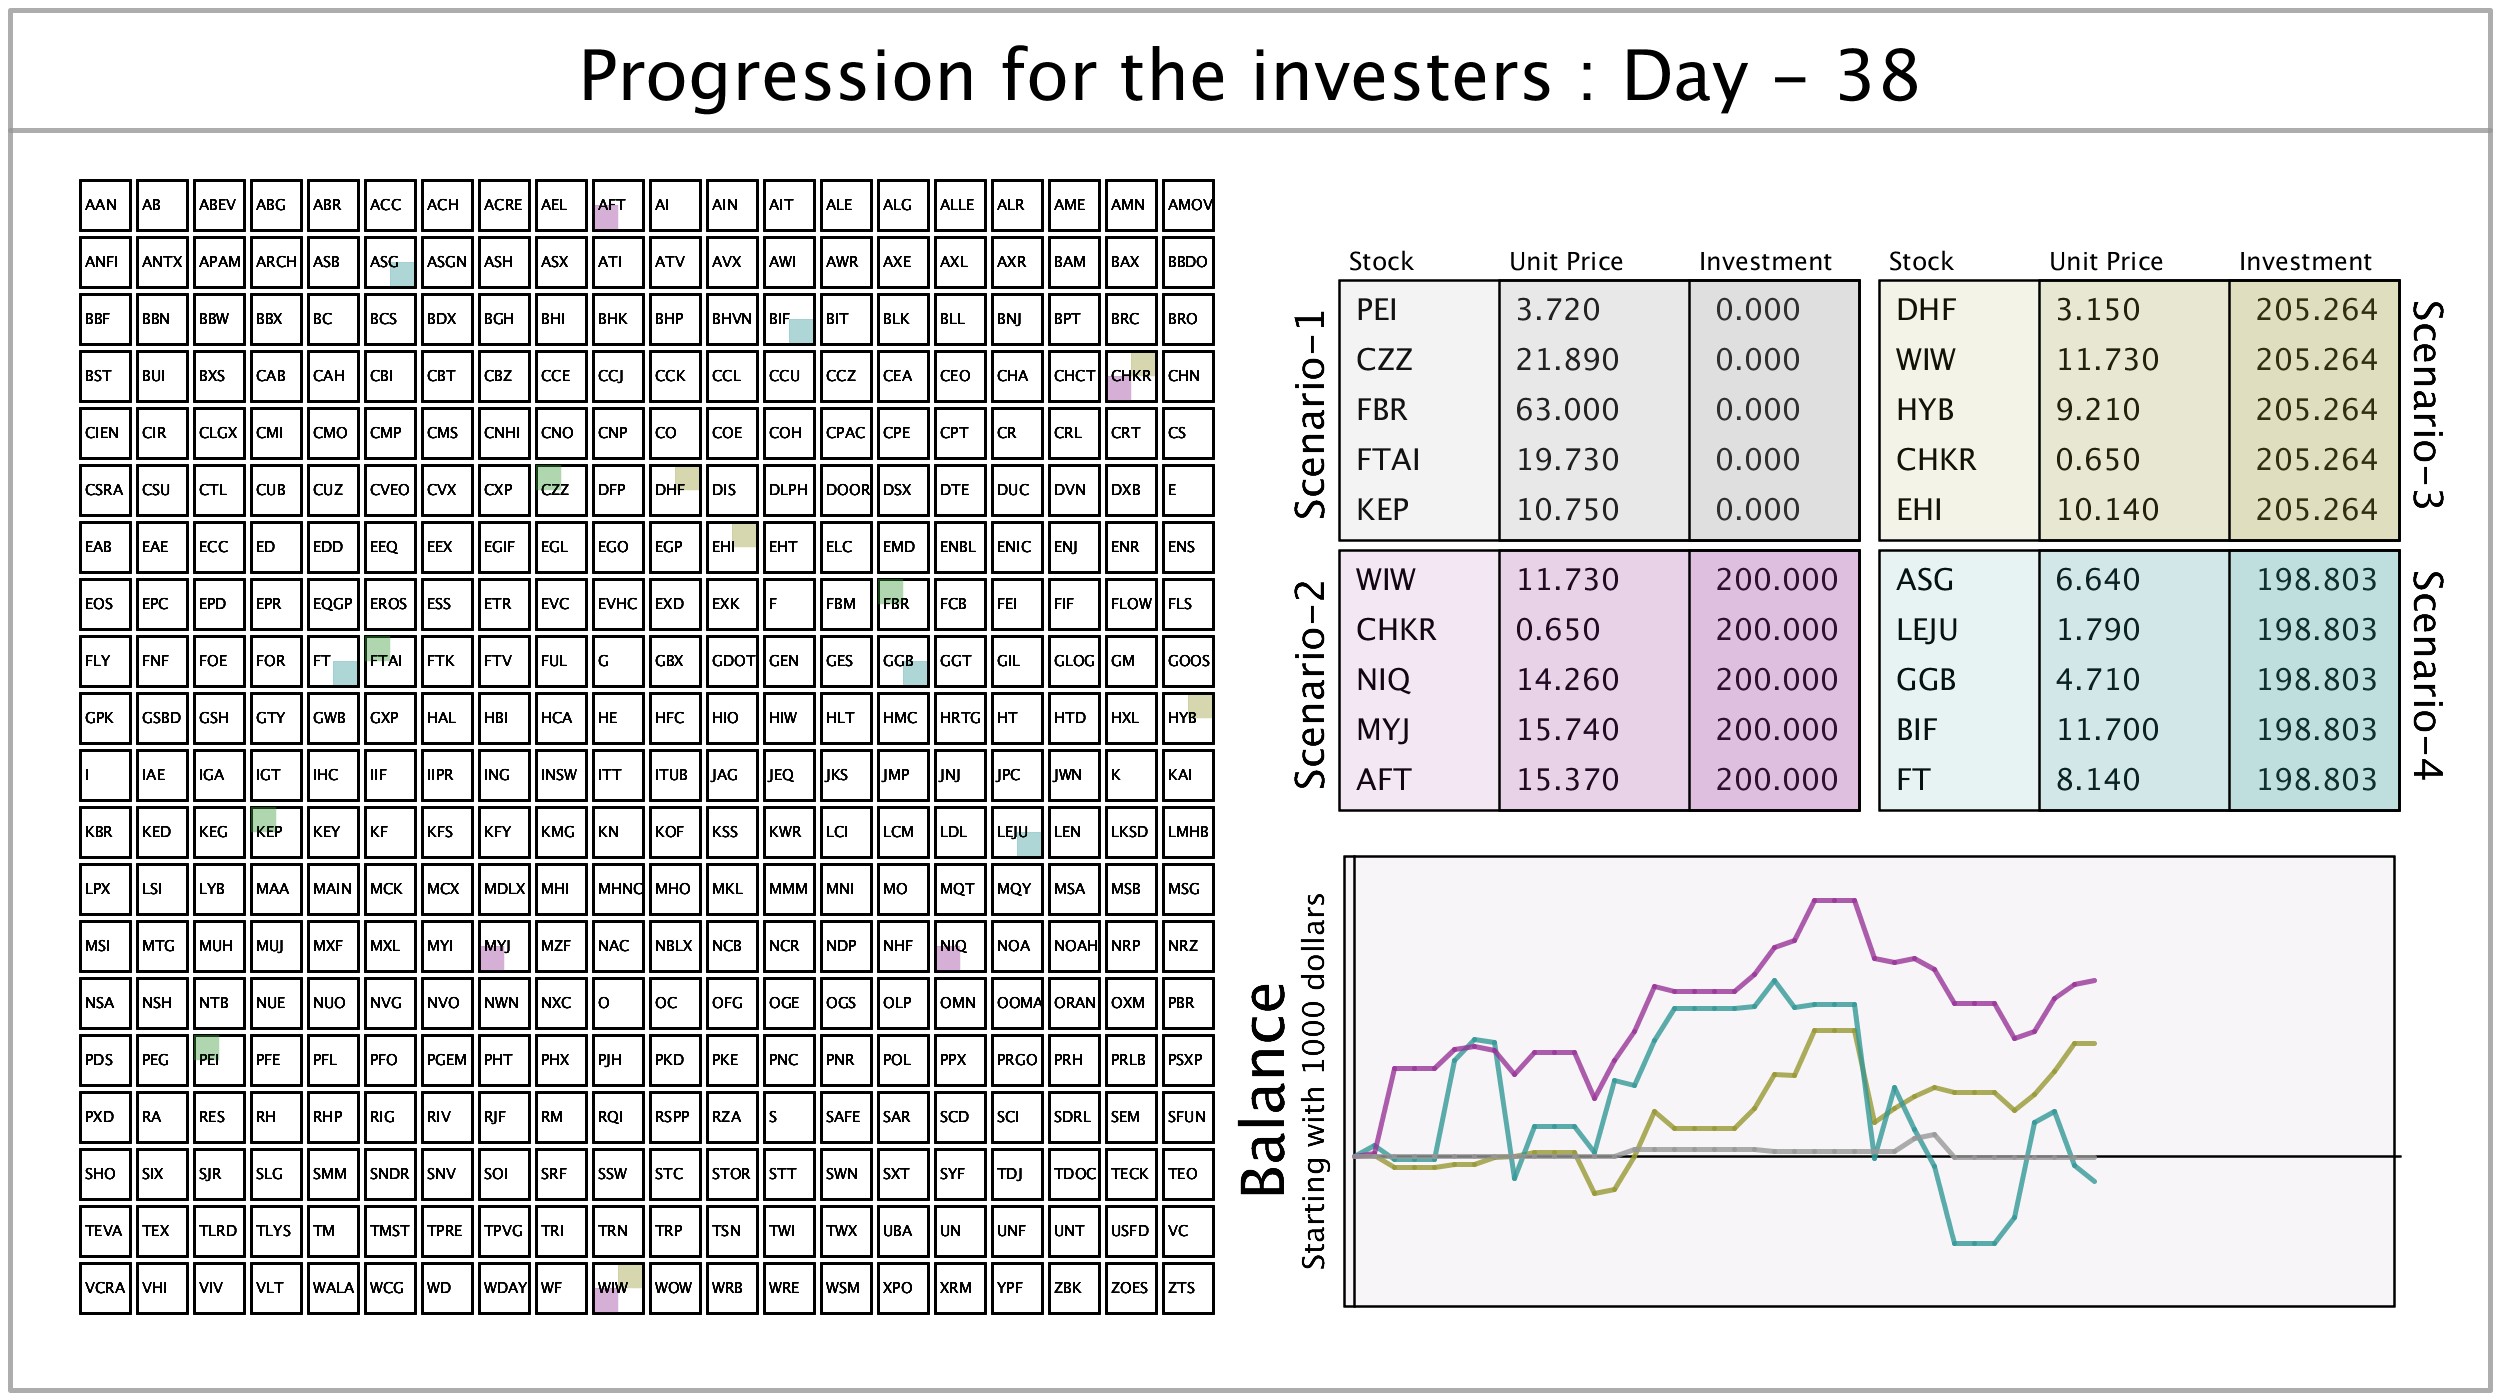 Progression for the investers : Day - 38
AAN AB ABEV ABG ABR ACC ACH ACRE AEL AFT AI AIN AIT ALE ALG ALLE ALR AME AMN AMOV
ANFI ANTX APAM ARCH ASB ASG ASGN ASH ASX ATI ATV AVX AWI AWR AXE AXL AXR BAM BAX BBDO
BBF BBN BBW BBX BC BCS BDX BGH BHI BHK BHP BHVN BIF BIT BLK BLL BNJ BPT BRC BRO
BST BUI BXS CAB CAH CBI CBT CBZ CCE CCJ CCK CCL CCU CCZ CEA CEO CHA CHCT CHKR CHN
CIEN CIR CLGX CMI CMO CMP CMS CNHI CNO CNP CO COE COH CPAC CPE CPT CR CRL CRT CS
CSRA CSU CTL CUB CUZ CVEO CVX CXP CZZ DFP DHF DIS DLPH DOOR DSX DTE DUC DVN DXB E
EAB EAE ECC ED EDD EEQ EEX EGIF EGL EGO EGP EHI EHT ELC EMD ENBL ENIC ENJ ENR ENS
EOS EPC EPD EPR EQGP EROS ESS ETR EVC EVHC EXD EXK F FBM FBR FCB FEI FIF FLOW FLS
FLY FNF FOE FOR FT FTAI FTK FTV FUL G GBX GDOT GEN GES GGB GGT GIL GLOG GM GOOS
GPK GSBD GSH GTY GWB GXP HAL HBI HCA HE HFC HIO HIW HLT HMC HRTG HT HTD HXL HYB
I IAE IGA IGT IHC IIF IIPR ING INSW ITT ITUB JAG JEQ JKS JMP JNJ JPC JWN K KAI
KBR KED KEG KEP KEY KF KFS KFY KMG KN KOF KSS KWR LCI LCM LDL LEJU LEN LKSD LMHB
LPX LSI LYB MAA MAIN MCK MCX MDLX MHI MHNC MHO MKL MMM MNI MO MQT MQY MSA MSB MSG
MSI MTG MUH MUJ MXF MXL MYI MYJ MZF NAC NBLX NCB NCR NDP NHF NIQ NOA NOAH NRP NRZ
NSA NSH NTB NUE NUO NVG NVO NWN NXC O OC OFG OGE OGS OLP OMN OOMA ORAN OXM PBR
PDS PEG PEI PFE PFL PFO PGEM PHT PHX PJH PKD PKE PNC PNR POL PPX PRGO PRH PRLB PSXP
PXD RA RES RH RHP RIG RIV RJF RM RQI RSPP RZA S SAFE SAR SCD SCI SDRL SEM SFUN
SHO SIX SJR SLG SMM SNDR SNV SOI SRF SSW STC STOR STT SWN SXT SYF TDJ TDOC TECK TEO
TEVA TEX TLRD TLYS TM TMST TPRE TPVG TRI TRN TRP TSN TWI TWX UBA UN UNF UNT USFD VC
VCRA VHI VIV VLT WALA WCG WD WDAY WF WIW WOW WRB WRE WSM XPO XRM YPF ZBK ZOES ZTS
Stock Unit Price Investment
Scenario-1
PEI 3.720 0.000
CZZ 21.890 0.000
FBR 63.000 0.000
FTAI 19.730 0.000
KEP 10.750 0.000
Stock Unit Price Investment
DHF 3.150 205.264
WIW 11.730 205.264
HYB 9.210 205.264
CHKR 0.650 205.264
EHI 10.140 205.264
Scenario-3
Scenario-2
WIW 11.730 200.000
CHKR 0.650 200.000
NIQ 14.260 200.000
MYJ 15.740 200.000
AFT 15.370 200.000
ASG 6.640 198.803
LEJU 1.790 198.803
GGB 4.710 198.803
BIF 11.700 198.803
FT 8.140 198.803
Scenario-4
Balance
Starting with 1000 dollars